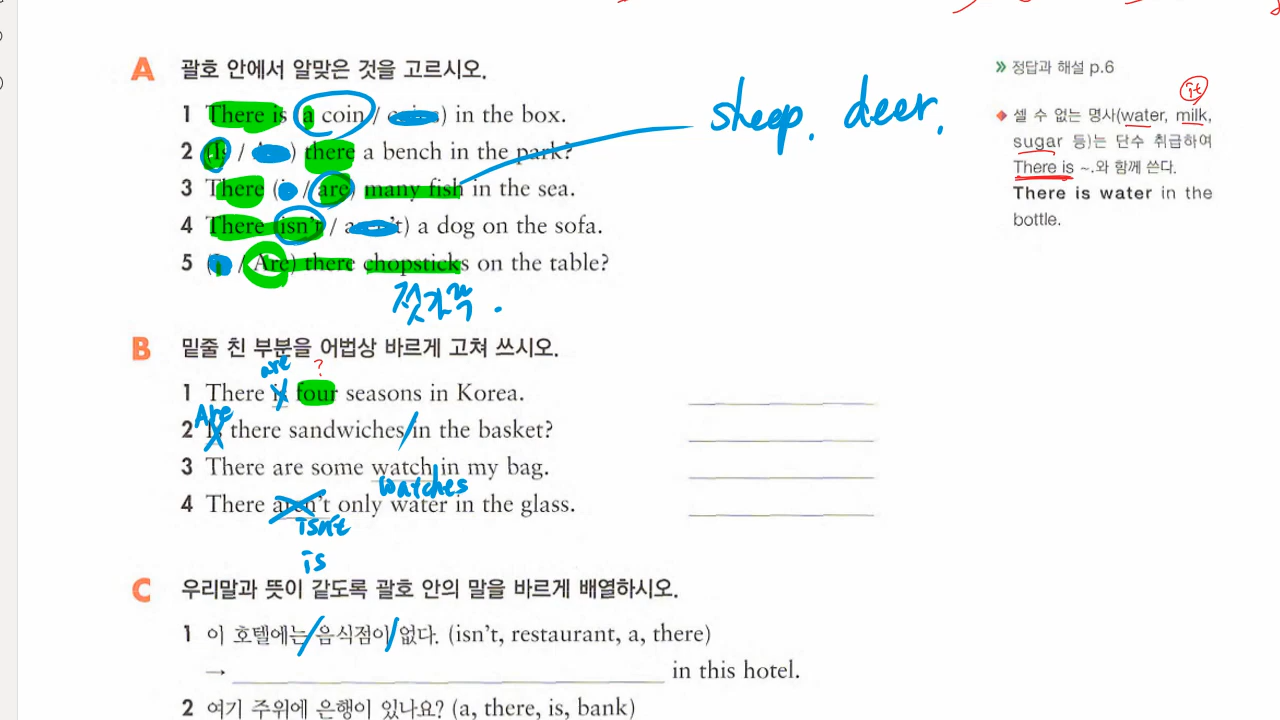 A 괄호 안에서 알맞은 것을 고르시오.
1 There is (a coin / coins) in the box.
sheep. deer.
2 (Is / ) there a bench in the park?
3 There ( / are) many fish in the sea.
4 There (isn't / aren't) a dog on the sofa.
5 ( / Are) there chopsticks on the table?
젓가락.
» 정답과 해설 p.6
it
셀 수 없는 명사(water, milk,
sugar 등)는 단수 취급하여
There is ~.와 함께 쓴다.
There is water in the
bottle.
B 밑줄 친 부분을 어법상 바르게 고쳐 쓰시오.
are ?
1 There is four seasons in Korea.
Are
2 Is there sandwiches/in the basket?
3 There are some watch in my bag.
watches
4 There aren't only water in the glass.
isn't
is
C 우리말과 뜻이 같도록 괄호 안의 말을 바르게 배열하시오.
1 이 호텔에는/음식점이/없다. (isn't, restaurant, a, there)
→ in this hotel.
2 여기 주위에 은행이 있나요? (a, there, is, bank)